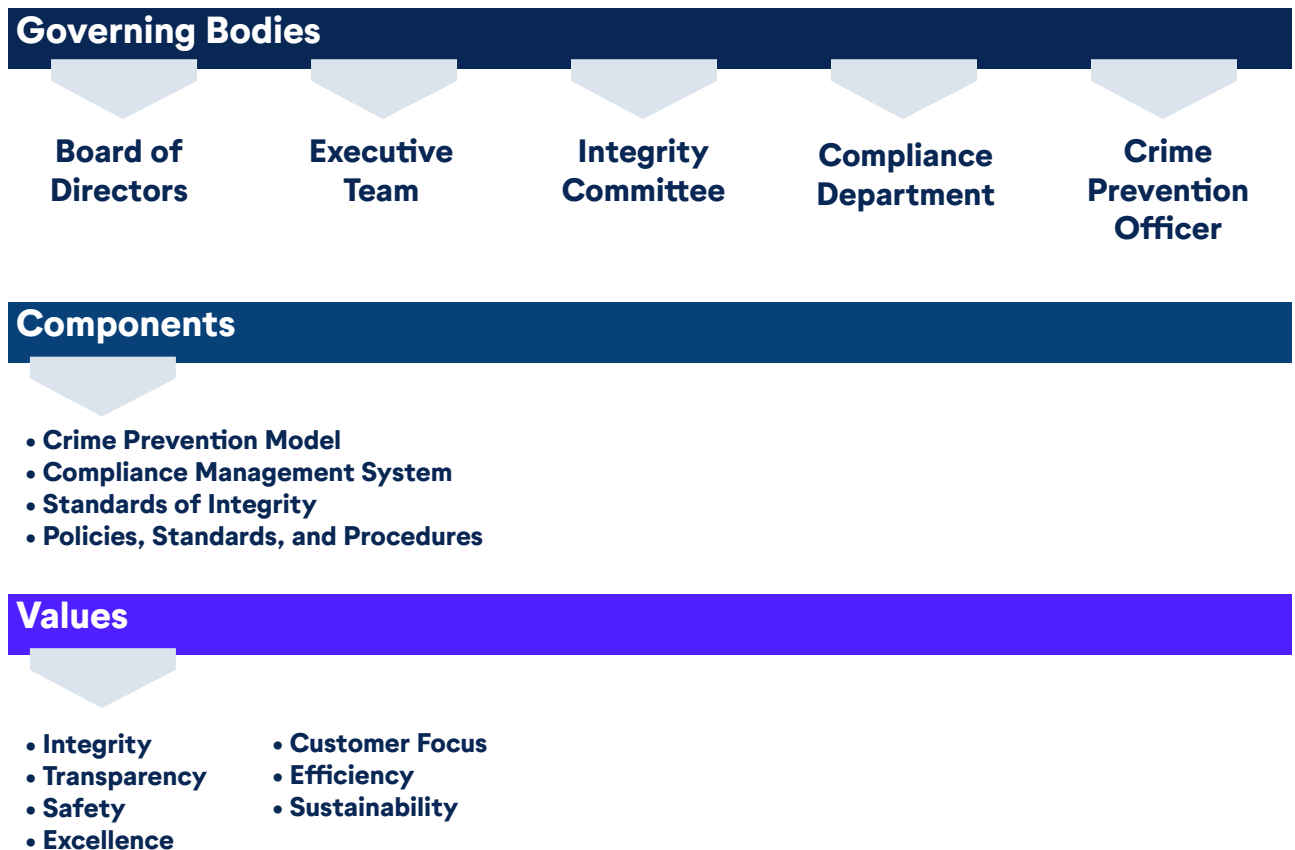 Governing Bodies
Board of
Directors
Executive
Team
Integrity
Committee
Compliance
Department
Crime
Prevention
Officer
Components
• Crime Prevention Model
• Compliance Management System
• Standards of Integrity
• Policies, Standards, and Procedures
Values
• Integrity
• Transparency
• Safety
• Excellence
• Customer Focus
• Efficiency
• Sustainability